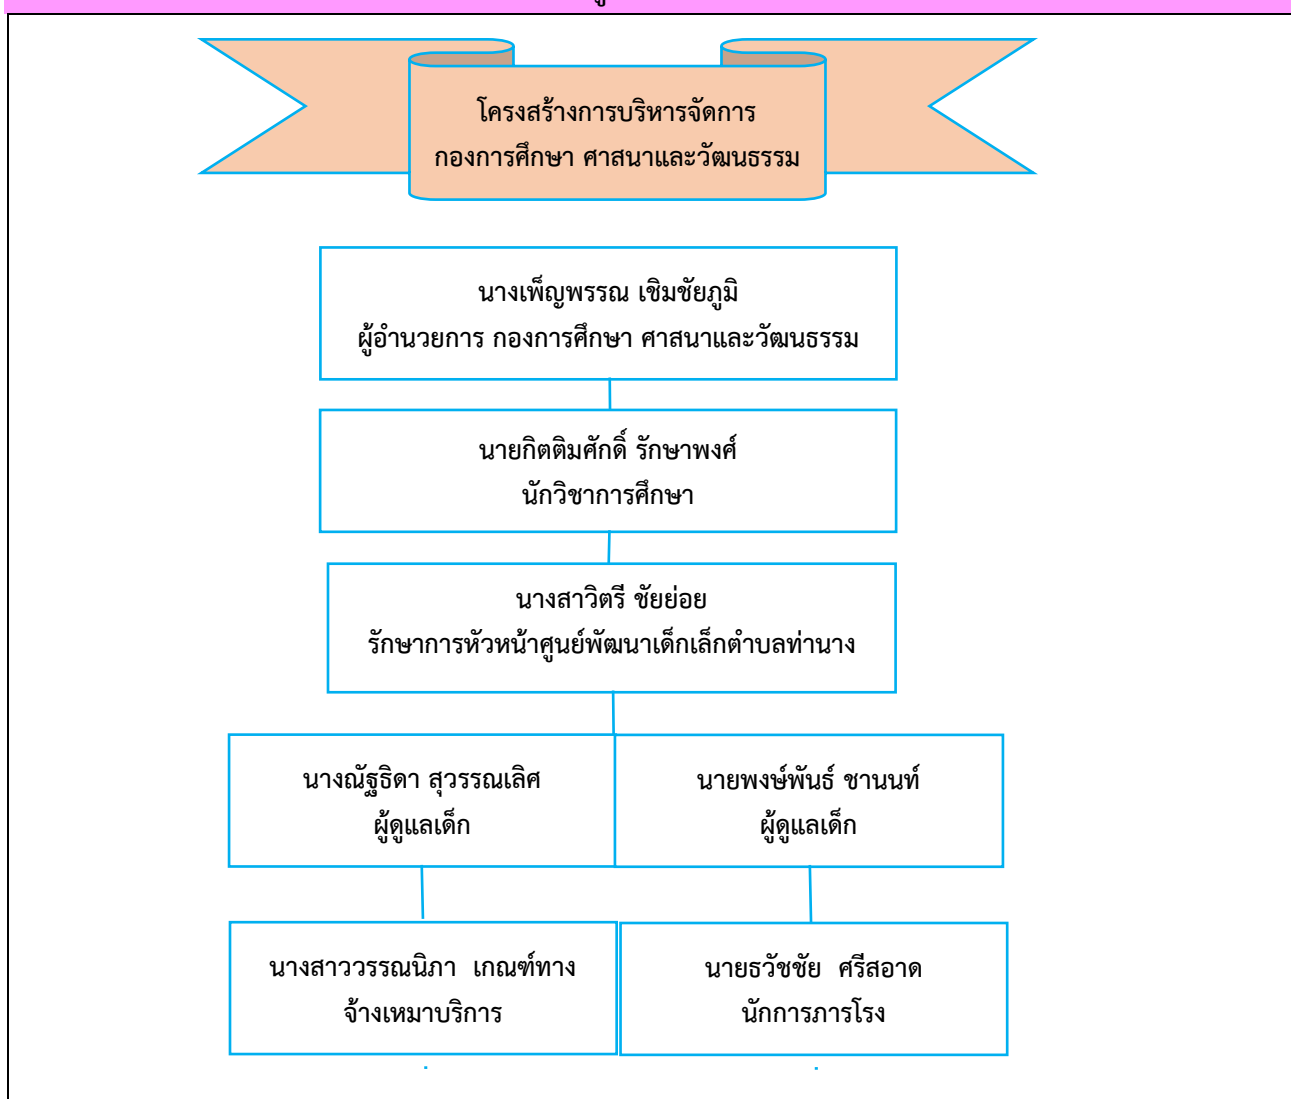 โครงสร้างการบริหารจัดการ
กองการศึกษา ศาสนาและวัฒนธรรม
นางเพ็ญพรรณ เชิมชัยภูมิ
ผู้อำนวยการ กองการศึกษา ศาสนาและวัฒนธรรม
นายกิตติมศักดิ์ รักษาพงศ์
นักวิชาการศึกษา
นางสาวิตรี ชัยย่อย
รักษาการหัวหน้าศูนย์พัฒนาเด็กเล็กตำบลท่านาง
นางณัฐธิดา สุวรรณเลิศ
ผู้ดูแลเด็ก
นายพงษ์พันธ์ ชานนท์
ผู้ดูแลเด็ก
นางสาววรรณนิภา เกณฑ์ทาง
จ้างเหมาบริการ
นายธวัชชัย ศรีสอาด
นักการภารโรง